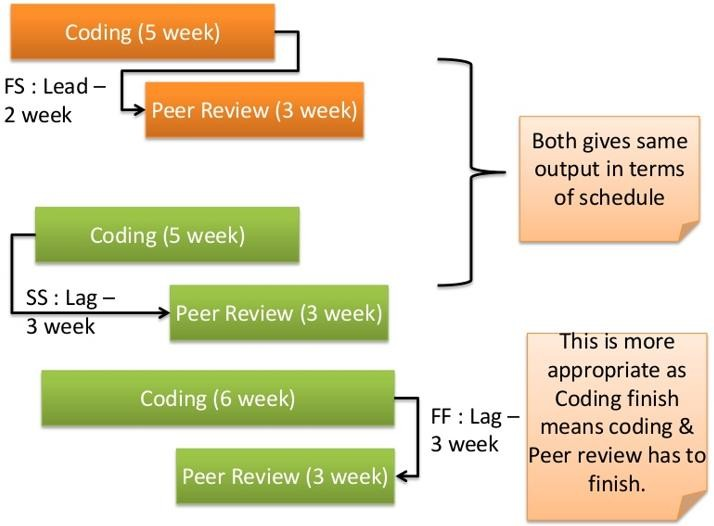 Coding (5 week)
FS : Lead –
2 week
Peer Review (3 week)
Both gives same
output in terms
of schedule
Coding (5 week)
SS : Lag –
3 week
Peer Review (3 week)
Coding (6 week)
FF : Lag –
3 week
Peer Review (3 week)
This is more
appropriate as
Coding finish
means coding &
Peer review has to
finish.